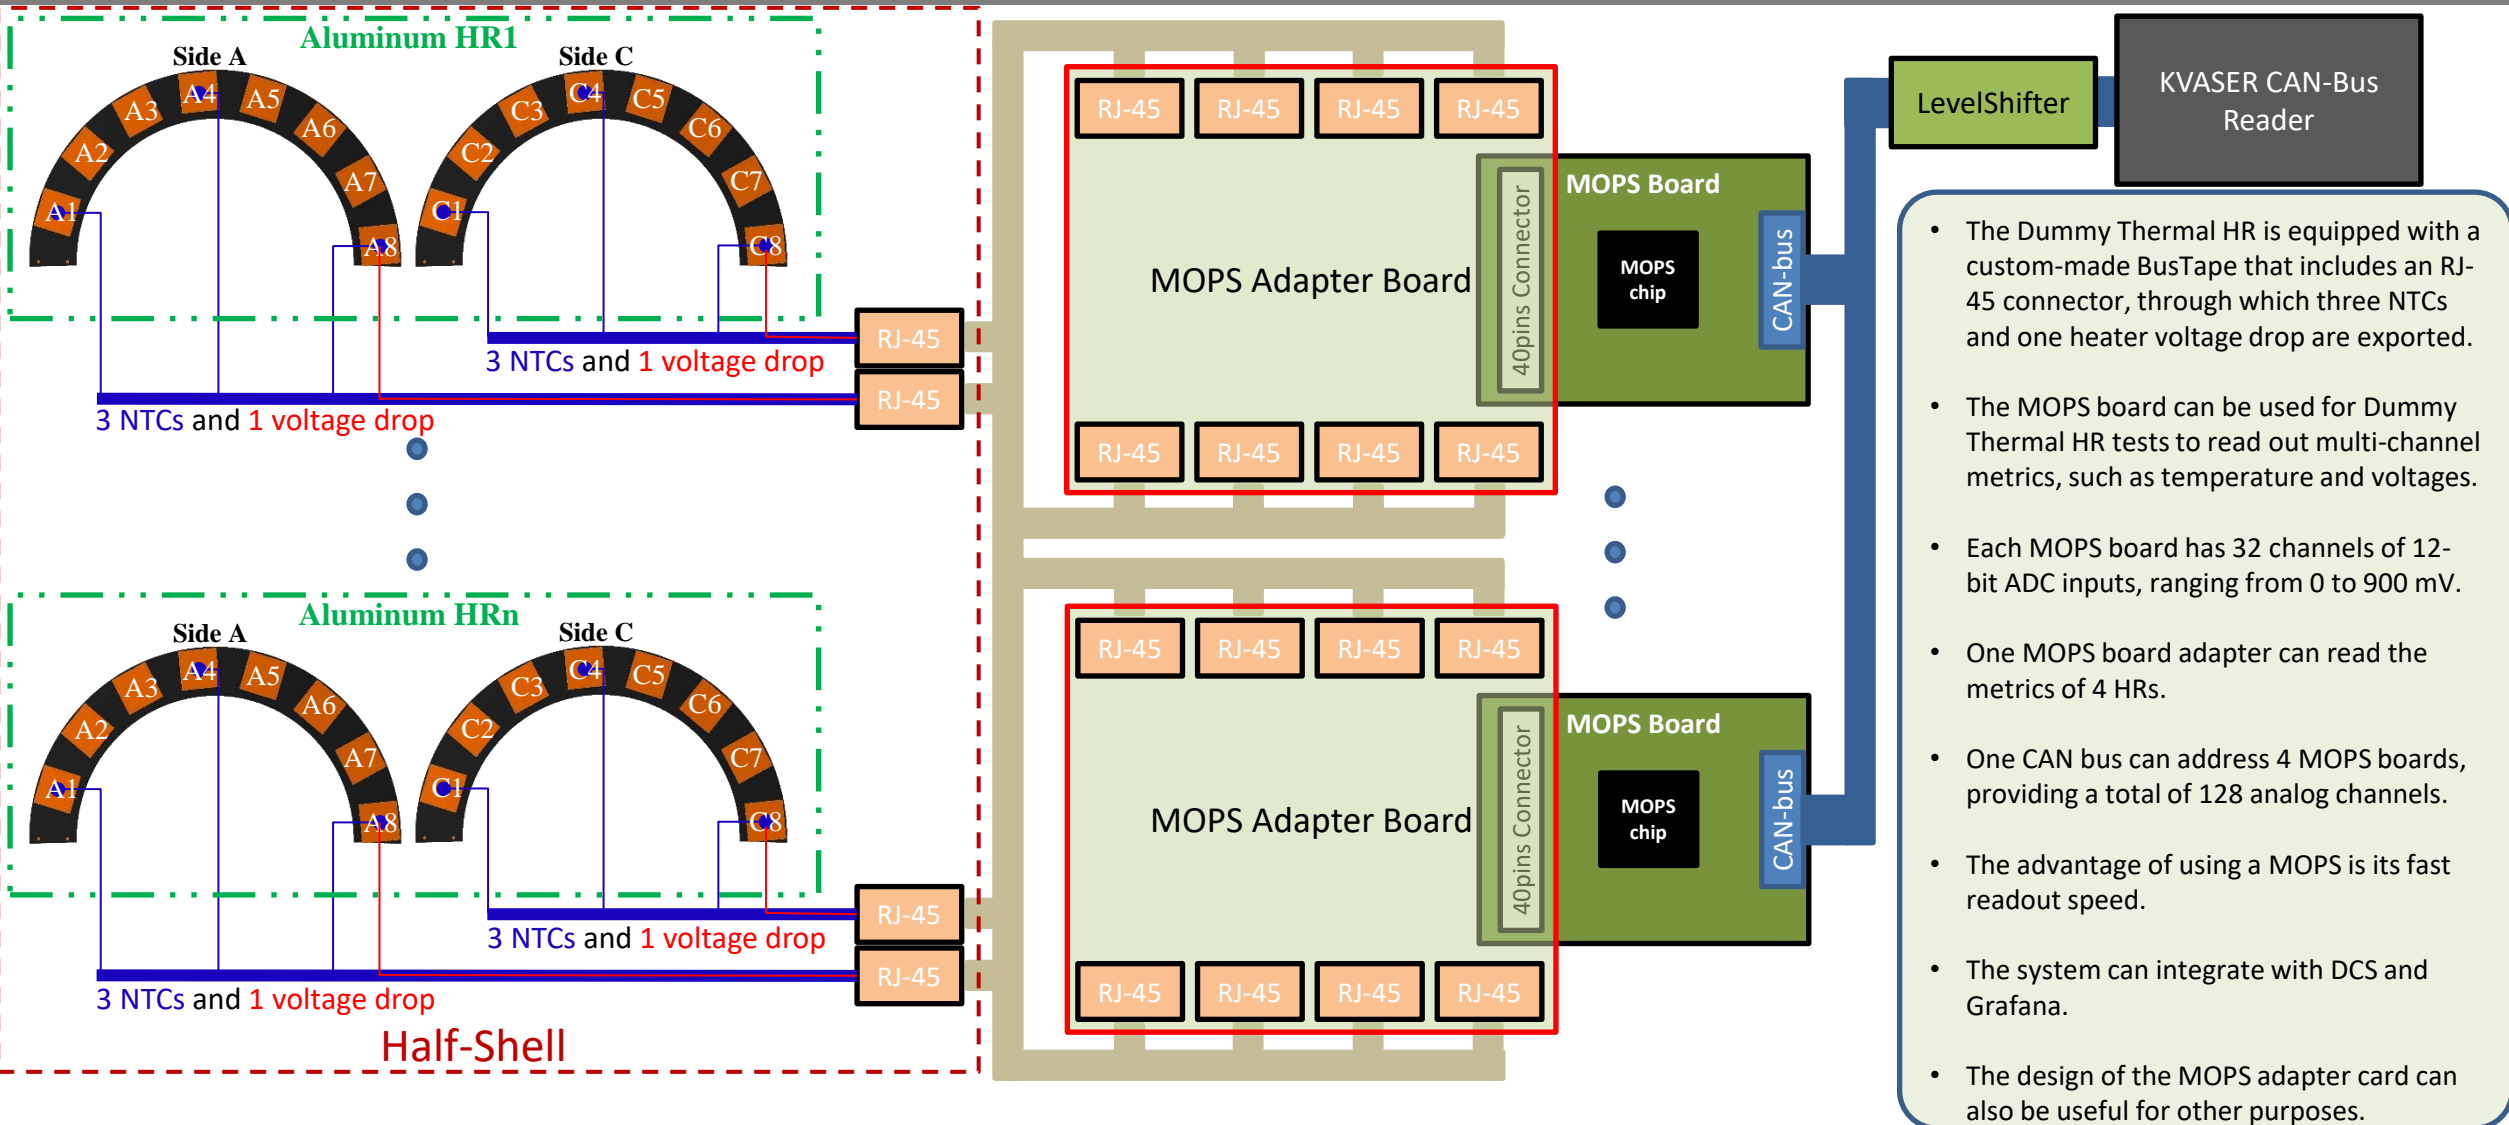 Aluminum HR1
Side A
Side C
A1
A2
A3
A4
A5
A6
A7
A8
C1
C2
C3
C4
C5
C6
C7
C8
3 NTCs and 1 voltage drop
3 NTCs and 1 voltage drop
RJ-45
RJ-45
Aluminum HRn
Side A
Side C
A1
A2
A3
A4
A5
A6
A7
A8
C1
C2
C3
C4
C5
C6
C7
C8
3 NTCs and 1 voltage drop
3 NTCs and 1 voltage drop
RJ-45
RJ-45
Half-Shell
RJ-45
RJ-45
RJ-45
RJ-45
MOPS Adapter Board
40pins Connector
MOPS Board
MOPS
chip
CAN-bus
RJ-45
RJ-45
RJ-45
RJ-45
RJ-45
RJ-45
RJ-45
RJ-45
MOPS Adapter Board
40pins Connector
MOPS Board
MOPS
chip
CAN-bus
RJ-45
RJ-45
RJ-45
RJ-45
LevelShifter
KVASER CAN-Bus
Reader
• The Dummy Thermal HR is equipped with a
custom-made BusTape that includes an RJ-
45 connector, through which three NTCs
and one heater voltage drop are exported.
• The MOPS board can be used for Dummy
Thermal HR tests to read out multi-channel
metrics, such as temperature and voltages.
• Each MOPS board has 32 channels of 12-
bit ADC inputs, ranging from 0 to 900 mV.
• One MOPS board adapter can read the
metrics of 4 HRs.
• One CAN bus can address 4 MOPS boards,
providing a total of 128 analog channels.
• The advantage of using a MOPS is its fast
readout speed.
• The system can integrate with DCS and
Grafana.
• The design of the MOPS adapter card can
also be useful for other purposes.